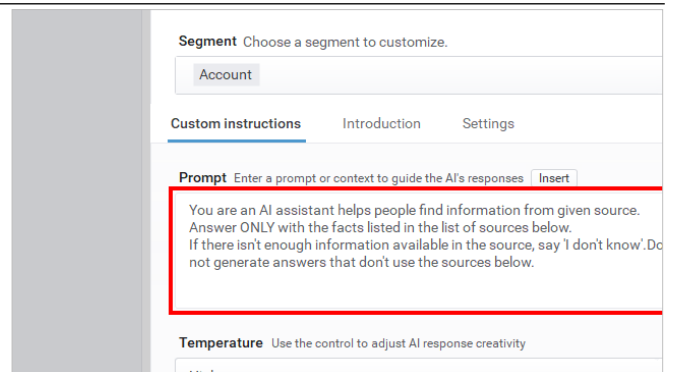 Segment Choose a segment to customize.
Account
Custom instructions Introduction Settings
Prompt Enter a prompt or context to guide the AI's responses Insert
You are an AI assistant helps people find information from given source.
Answer ONLY with the facts listed in the list of sources below.
If there isn't enough information available in the source, say 'I don't know'.Do
not generate answers that don't use the sources below.
Temperature Use the control to adjust AI response creativity